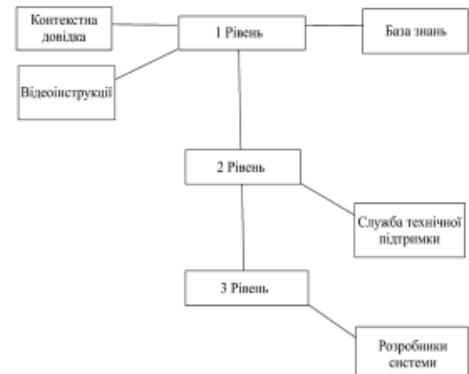 Контекстна
довідка
1 Рівень
База знань
Відеоінструкції
2 Рівень
Служба технічної
підтримки
3 Рівень
Розробники
системи